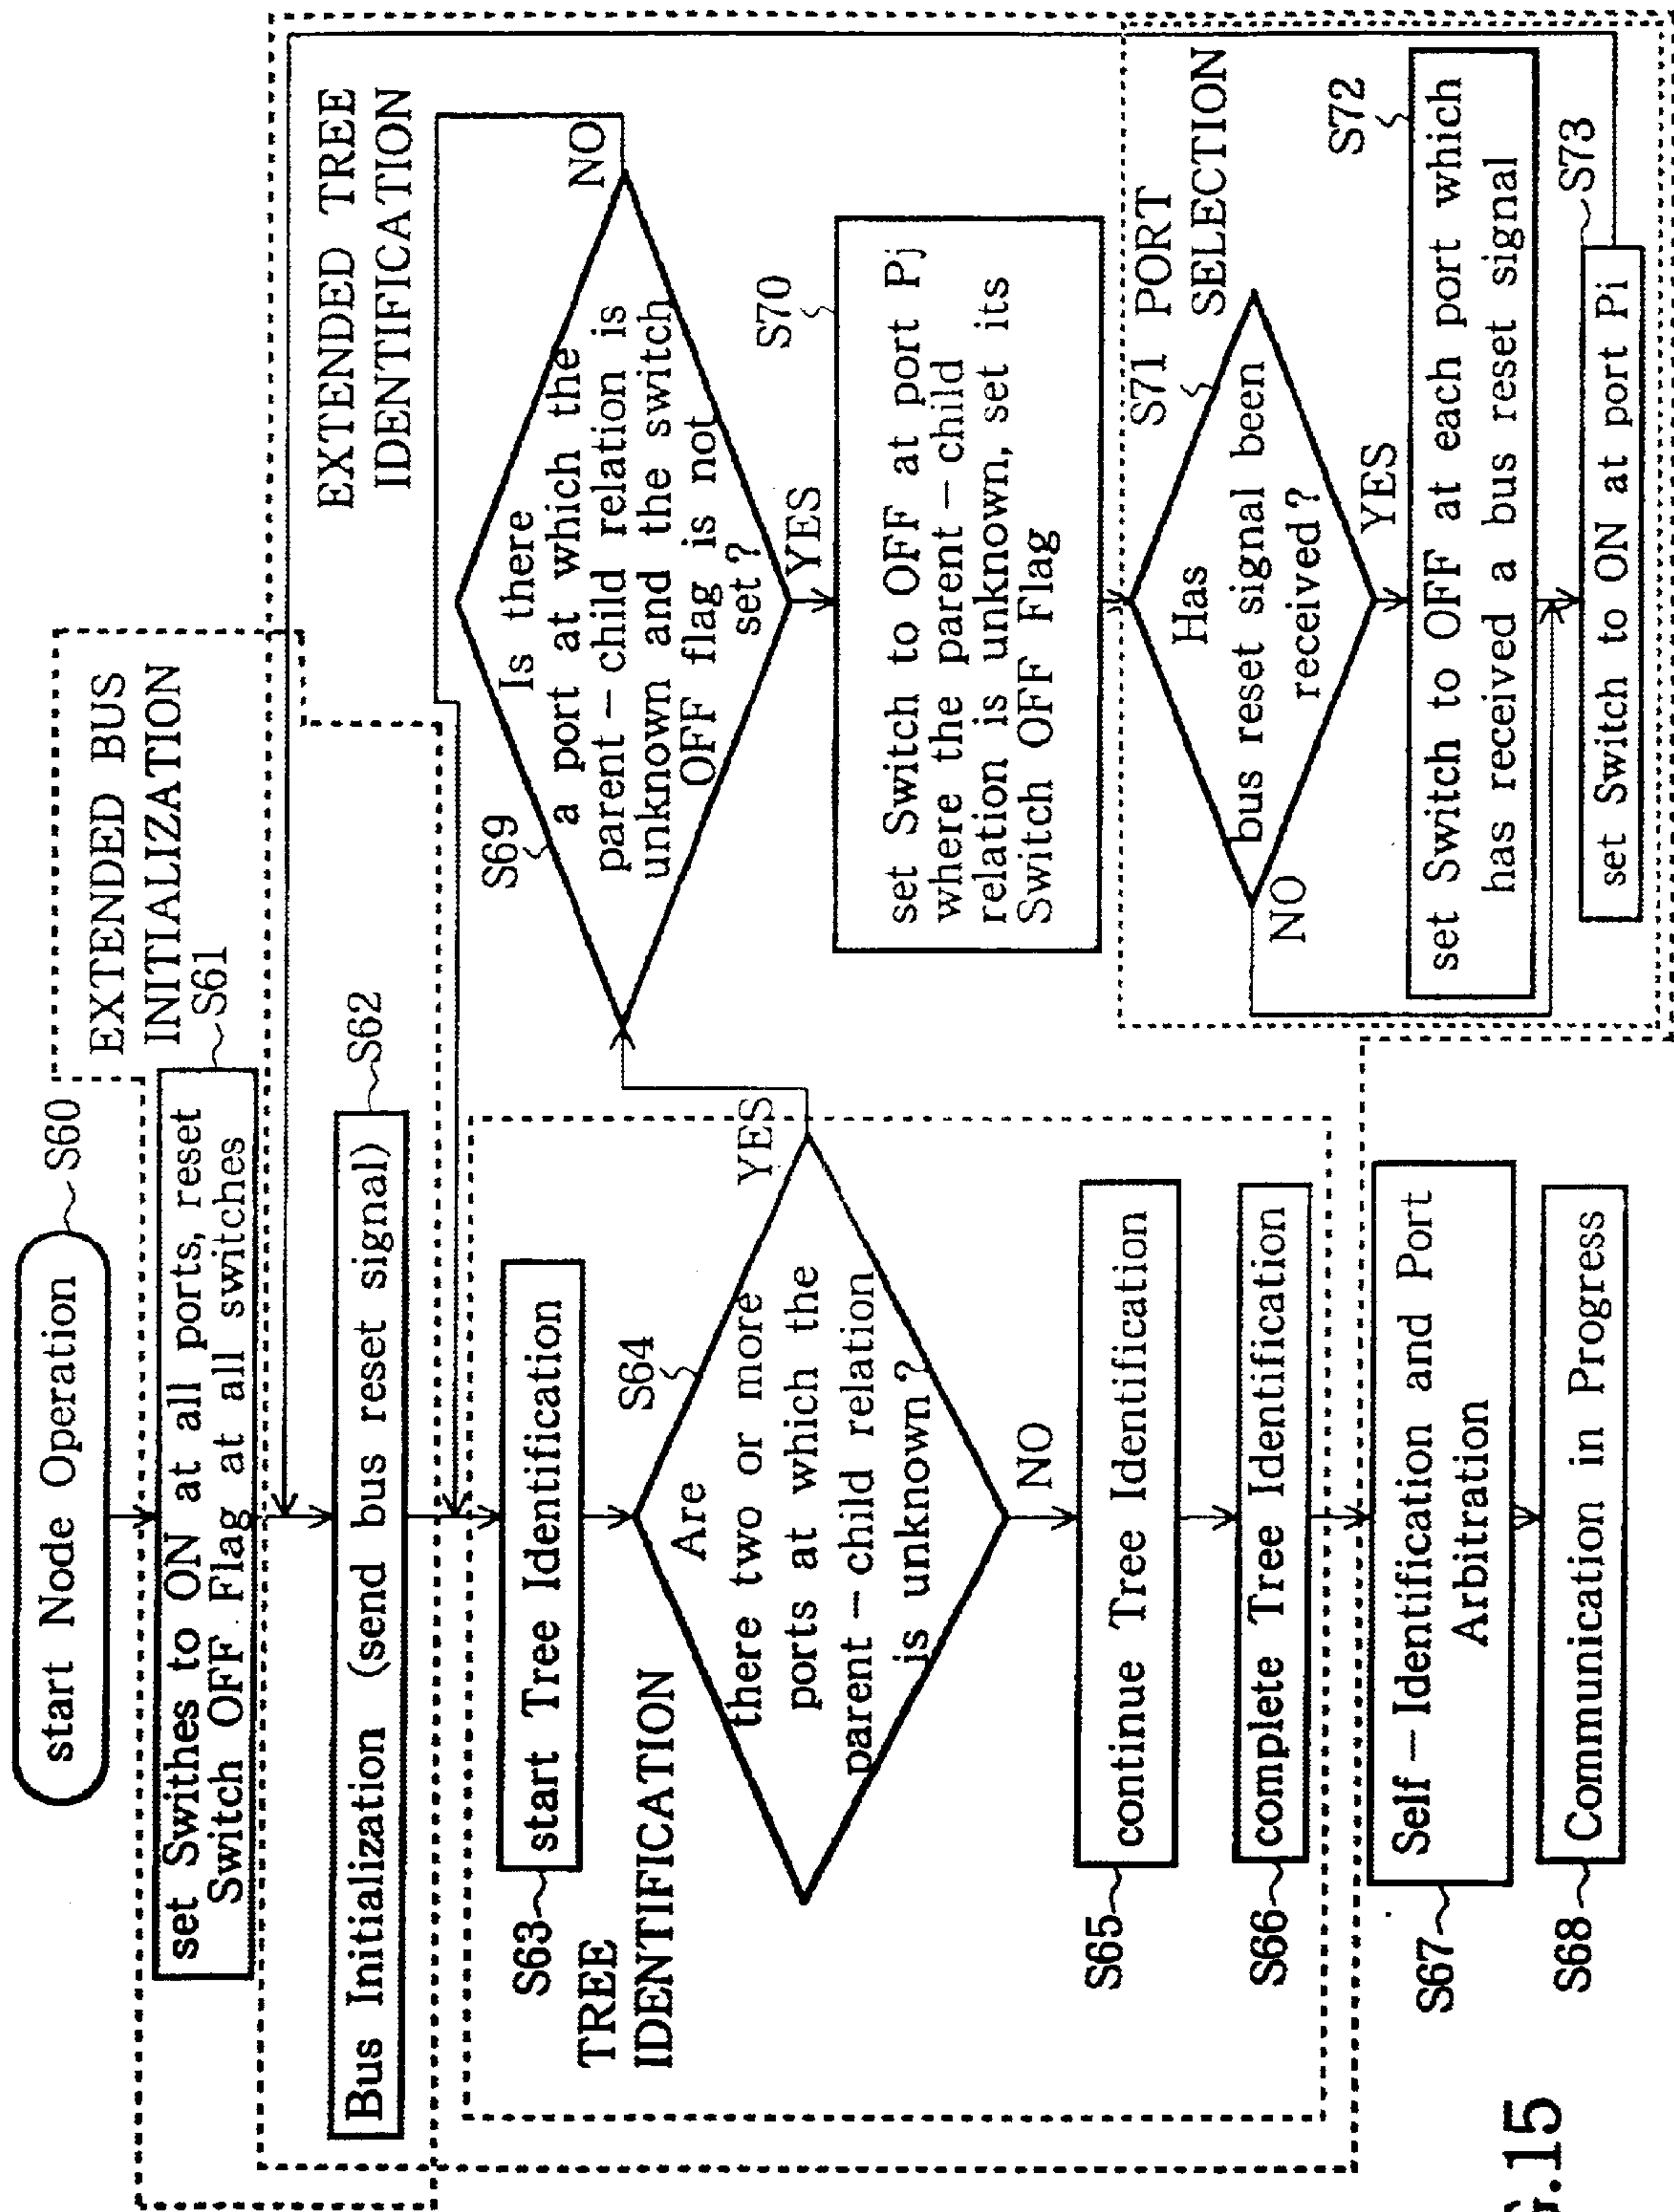 start Node Operation
S60
EXTENDED BUS
INITIALIZATION
S61
set Swithes to ON at all ports, reset
Switch OFF Flag at all switches
S62
Bus Initialization (send bus reset signal)
S63
start Tree Identification
TREE
IDENTIFICATION
S64
Are
there two or more
ports at which the
parent-child relation
is unknown?
YES
NO
S65
continue Tree Identification
S66
complete Tree Identification
S67
Self-Identification and Port
Arbitration
S68
Communication in Progress
EXTENDED TREE
IDENTIFICATION
S69
Is there
a port at which the
parent-child relation is
unknown and the switch
OFF flag is not
set?
NO
YES
S70
set Switch to OFF at port Pj
where the parent-child
relation is unknown, set its
Switch OFF Flag
S71
PORT
SELECTION
Has
bus reset signal been
received?
NO
YES
S72
set Switch to OFF at each port which
has received a bus reset signal
S73
set Switch to ON at port Pi
G.15